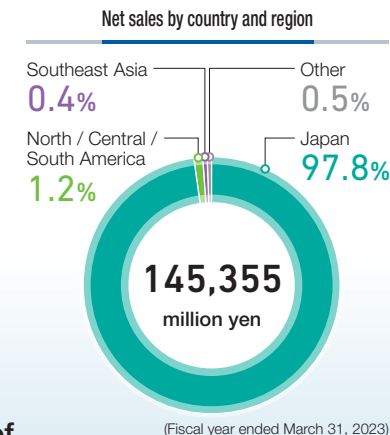 Net sales by country and region
Southeast Asia
0.4%
Other
0.5%
North / Central /
South America
1.2%
Japan
97.8%
145,355
million yen
of
(Fiscal year ended March 31, 2023)